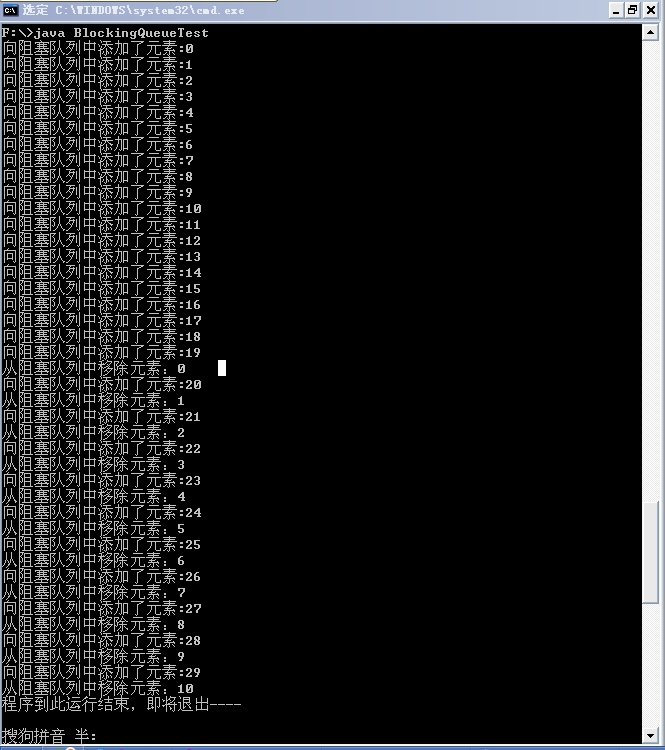 选定 C:\WINDOWS\system32\cmd.exe
F:\>java BlockingQueueTest
向阻塞队列中添加了元素:0
向阻塞队列中添加了元素:1
向阻塞队列中添加了元素:2
向阻塞队列中添加了元素:3
向阻塞队列中添加了元素:4
向阻塞队列中添加了元素:5
向阻塞队列中添加了元素:6
向阻塞队列中添加了元素:7
向阻塞队列中添加了元素:8
向阻塞队列中添加了元素:9
向阻塞队列中添加了元素:10
向阻塞队列中添加了元素:11
向阻塞队列中添加了元素:12
向阻塞队列中添加了元素:13
向阻塞队列中添加了元素:14
向阻塞队列中添加了元素:15
向阻塞队列中添加了元素:16
向阻塞队列中添加了元素:17
向阻塞队列中添加了元素:18
向阻塞队列中添加了元素:19
从阻塞队列中移除元素：0
向阻塞队列中添加了元素:20
从阻塞队列中移除元素：1
向阻塞队列中添加了元素:21
从阻塞队列中移除元素：2
向阻塞队列中添加了元素:22
从阻塞队列中移除元素：3
向阻塞队列中添加了元素:23
从阻塞队列中移除元素：4
向阻塞队列中添加了元素:24
从阻塞队列中移除元素：5
向阻塞队列中添加了元素:25
从阻塞队列中移除元素：6
向阻塞队列中添加了元素:26
从阻塞队列中移除元素：7
向阻塞队列中添加了元素:27
从阻塞队列中移除元素：8
向阻塞队列中添加了元素:28
从阻塞队列中移除元素：9
向阻塞队列中添加了元素:29
从阻塞队列中移除元素：10
程序到此运行结束，即将退出----
搜狗拼音 半: